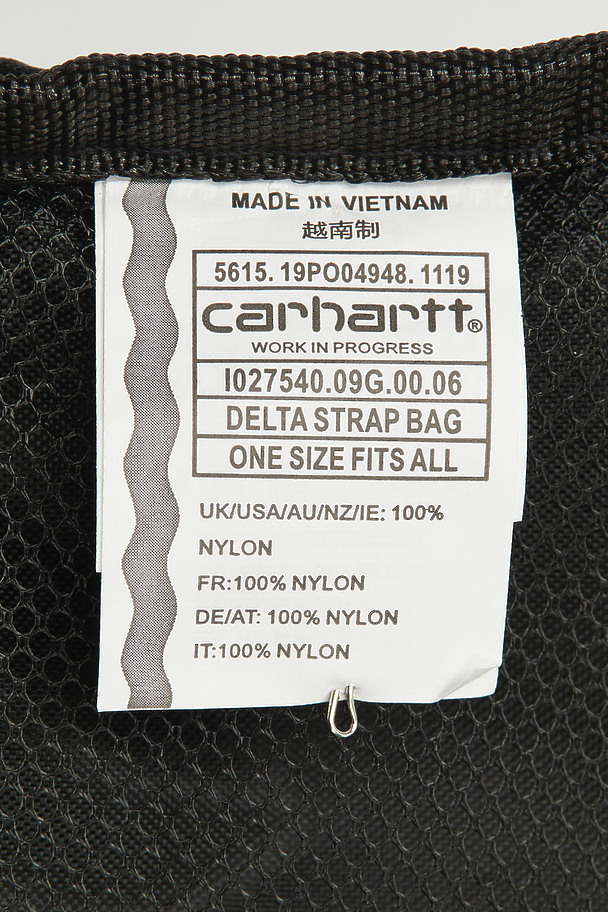 MADE IN VIETNAM
越南制
5615. 19PO04948. 1119
carhartt®
WORK IN PROGRESS
I027540.09G.00.06
DELTA STRAP BAG
ONE SIZE FITS ALL
UK/USA/AU/NZ/IE: 100%
NYLON
FR:100% NYLON
DE/AT: 100% NYLON
IT:100% NYLON